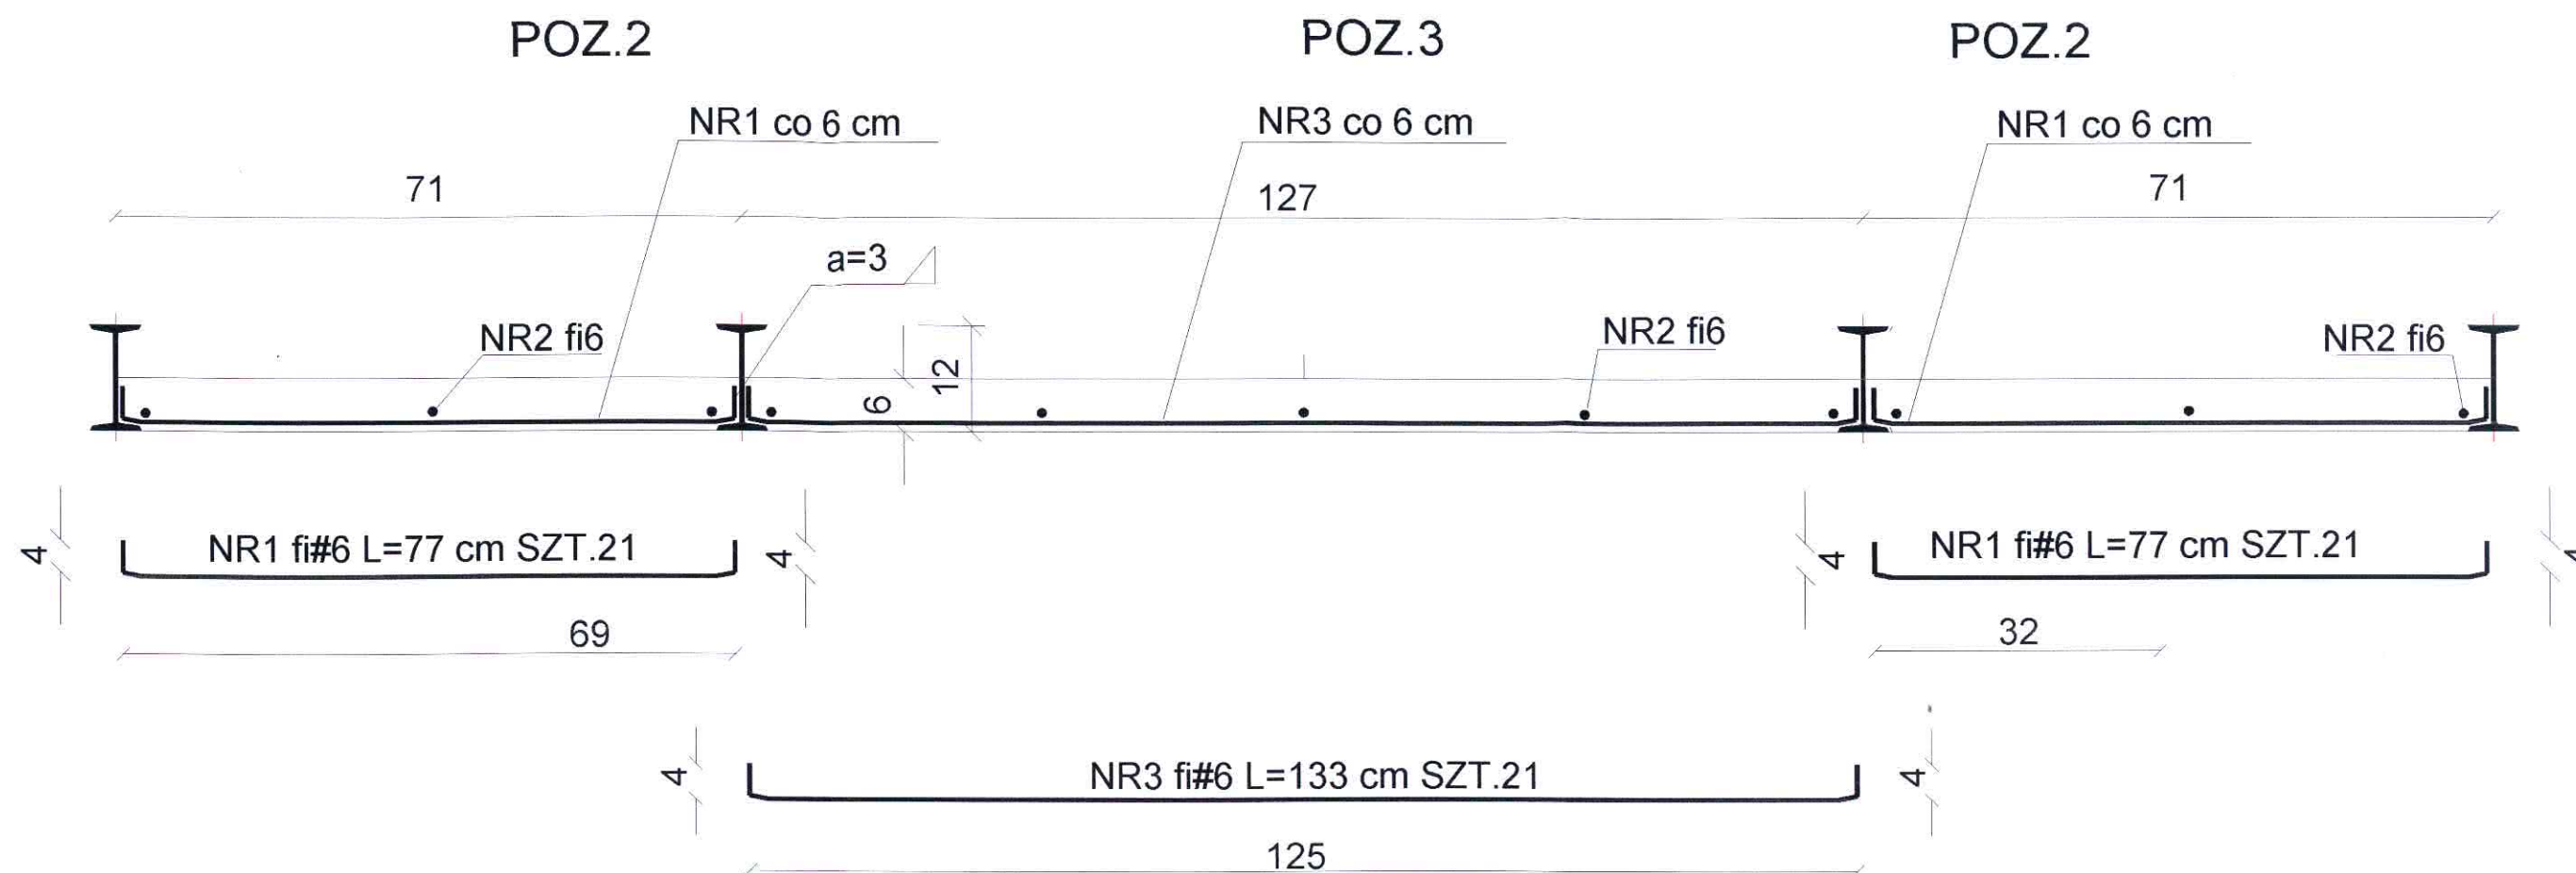 POZ.2
POZ.3
POZ.2
NR1 co 6 cm
NR3 co 6 cm
NR1 co 6 cm
71
127
71
a=3
NR2 fi6
6
12
NR2 fi6
NR2 fi6
4
NR1 fi#6 L=77 cm SZT.21
4
4
NR1 fi#6 L=77 cm SZT.21
4
69
32
4
NR3 fi#6 L=133 cm SZT.21
4
125